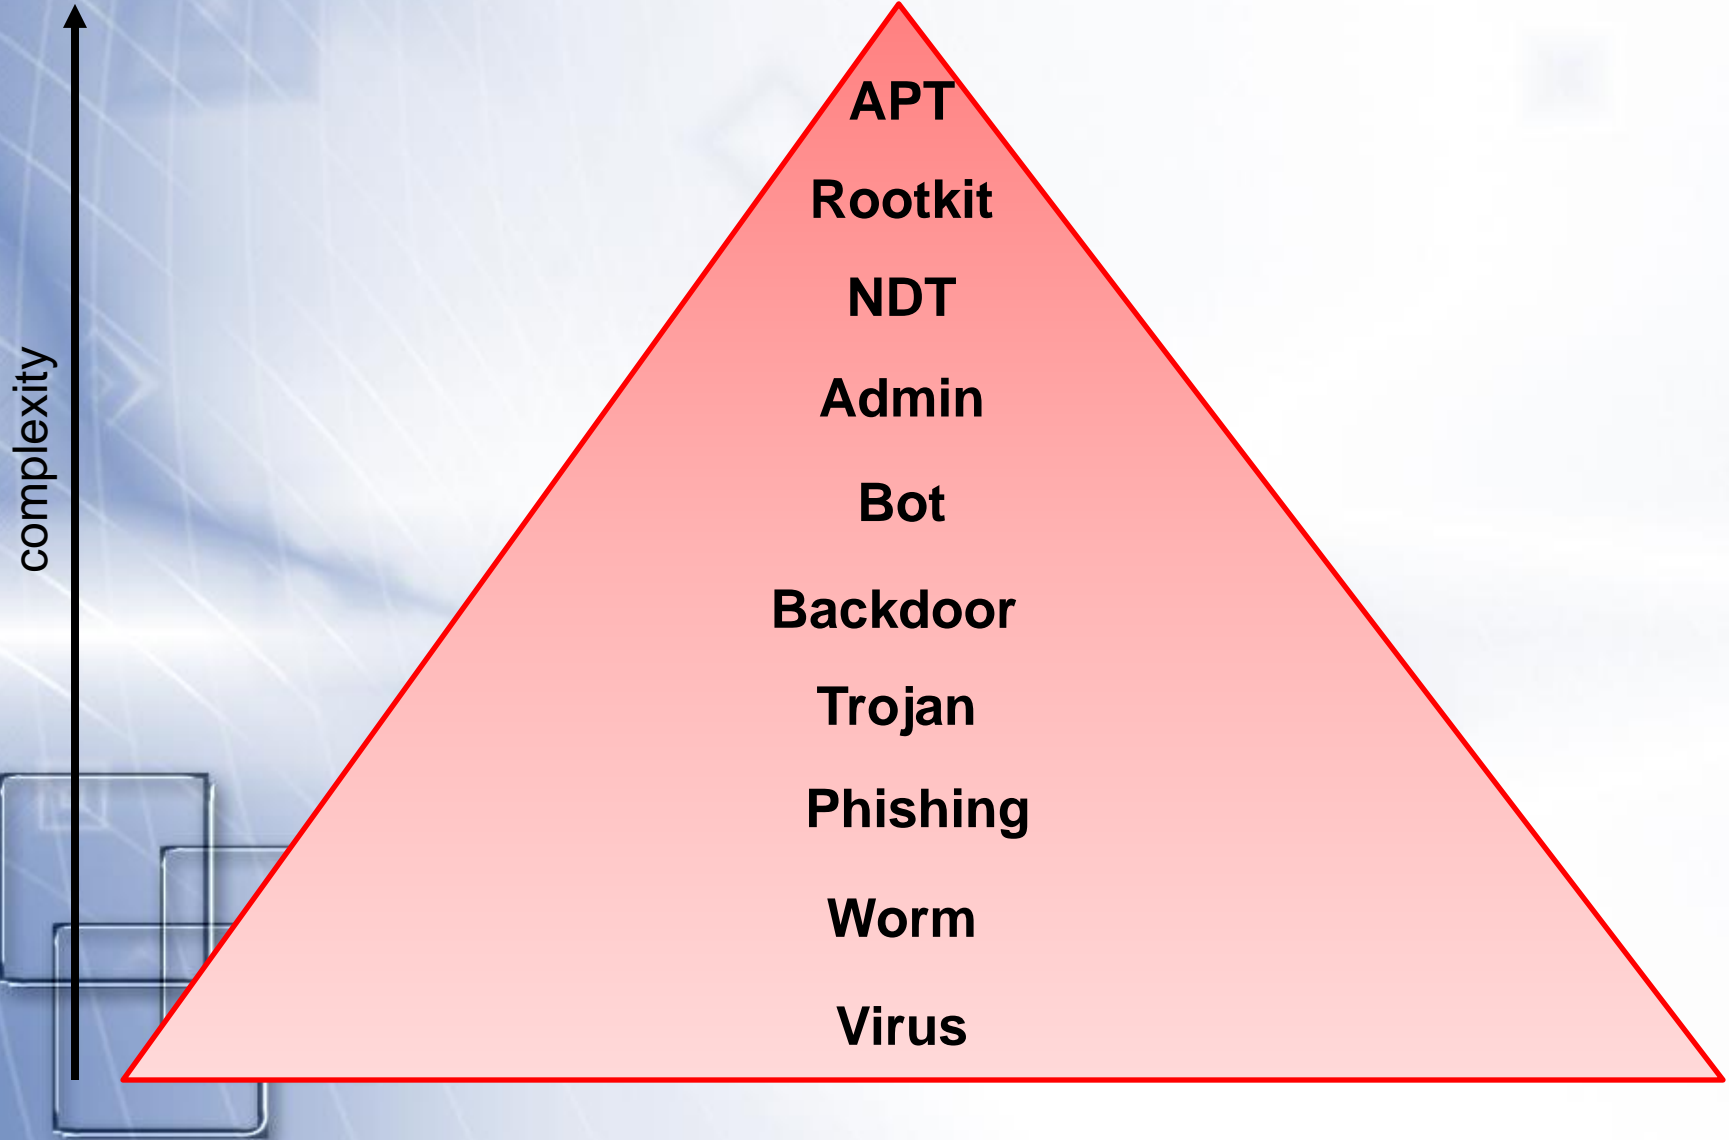 APT
Rootkit
NDT
Admin
Bot
Backdoor
Trojan
Phishing
Worm
Virus
complexity